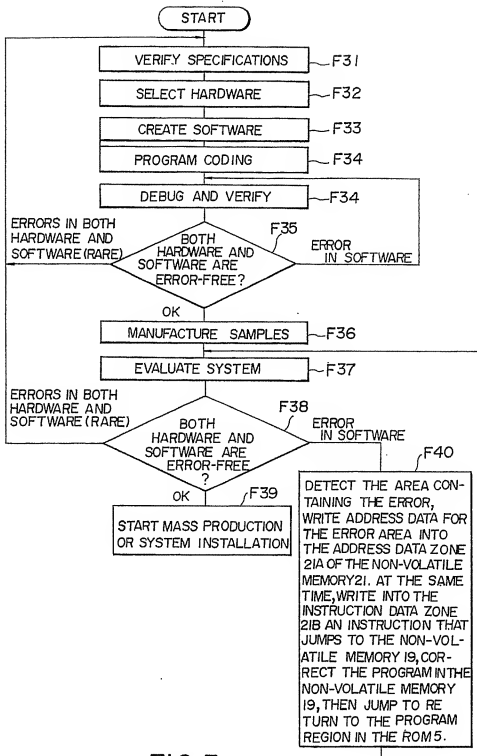 START
VERIFY SPECIFICATIONS
F31
SELECT HARDWARE
F32
CREATE SOFTWARE
F33
PROGRAM CODING
F34
DEBUG AND VERIFY
F34
ERRORS IN BOTH
HARDWARE AND
SOFTWARE (RARE)
F35
BOTH
HARDWARE AND
SOFTWARE ARE
ERROR-FREE?
ERROR
IN SOFTWARE
OK
MANUFACTURE SAMPLES
F36
EVALUATE SYSTEM
F37
ERRORS IN BOTH
HARDWARE AND
SOFTWARE (RARE)
F38
BOTH
HARDWARE AND
SOFTWARE ARE
ERROR-FREE
?
ERROR
IN SOFTWARE
OK
F39
START MASS PRODUCTION
OR SYSTEM INSTALLATION
F40
DETECT THE AREA CON-
TAINING THE ERROR,
WRITE ADDRESS DATA FOR
THE ERROR AREA INTO
THE ADDRESS DATA ZONE
21A OF THE NON-VOLATILE
MEMORY 21. AT THE SAME
TIME, WRITE INTO THE
INSTRUCTION DATA ZONE
21B AN INSTRUCTION THAT
JUMPS TO THE NON-VOL-
ATILE MEMORY 19, COR-
RECT THE PROGRAM IN THE
NON-VOLATILE MEMORY
19, THEN JUMP TO RE
TURN TO THE PROGRAM
REGION IN THE ROM 5.